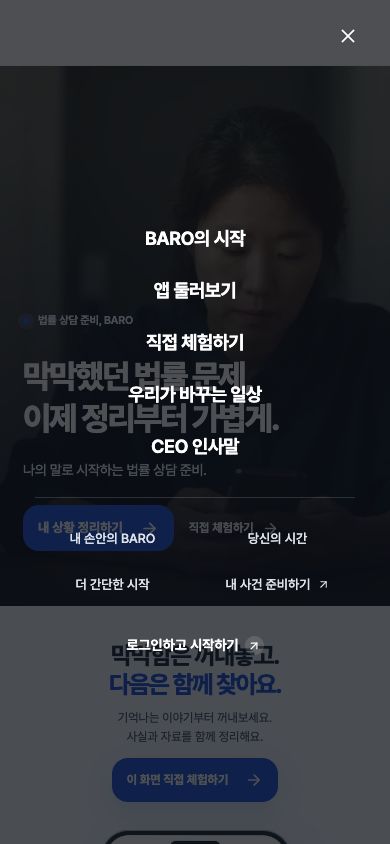 BARO의 시작
앱 둘러보기
직접 체험하기
우리가 바꾸는 일상
CEO 인사말
내 손안의 BARO
당신의 시간
더 간단한 시작
내 사건 준비하기
로그인하고 시작하기
법률 상담 준비, BARO
막막했던 법률 문제
이제 정리부터 가볍게.
나의 말로 시작하는 법률 상담 준비.
내 상황 정리하기
직접 체험하기
막막함은 꺼내놓고.
다음은 함께 찾아요.
기억나는 이야기부터 꺼내보세요.
사실과 자료를 함께 정리해요.
이 화면 직접 체험하기